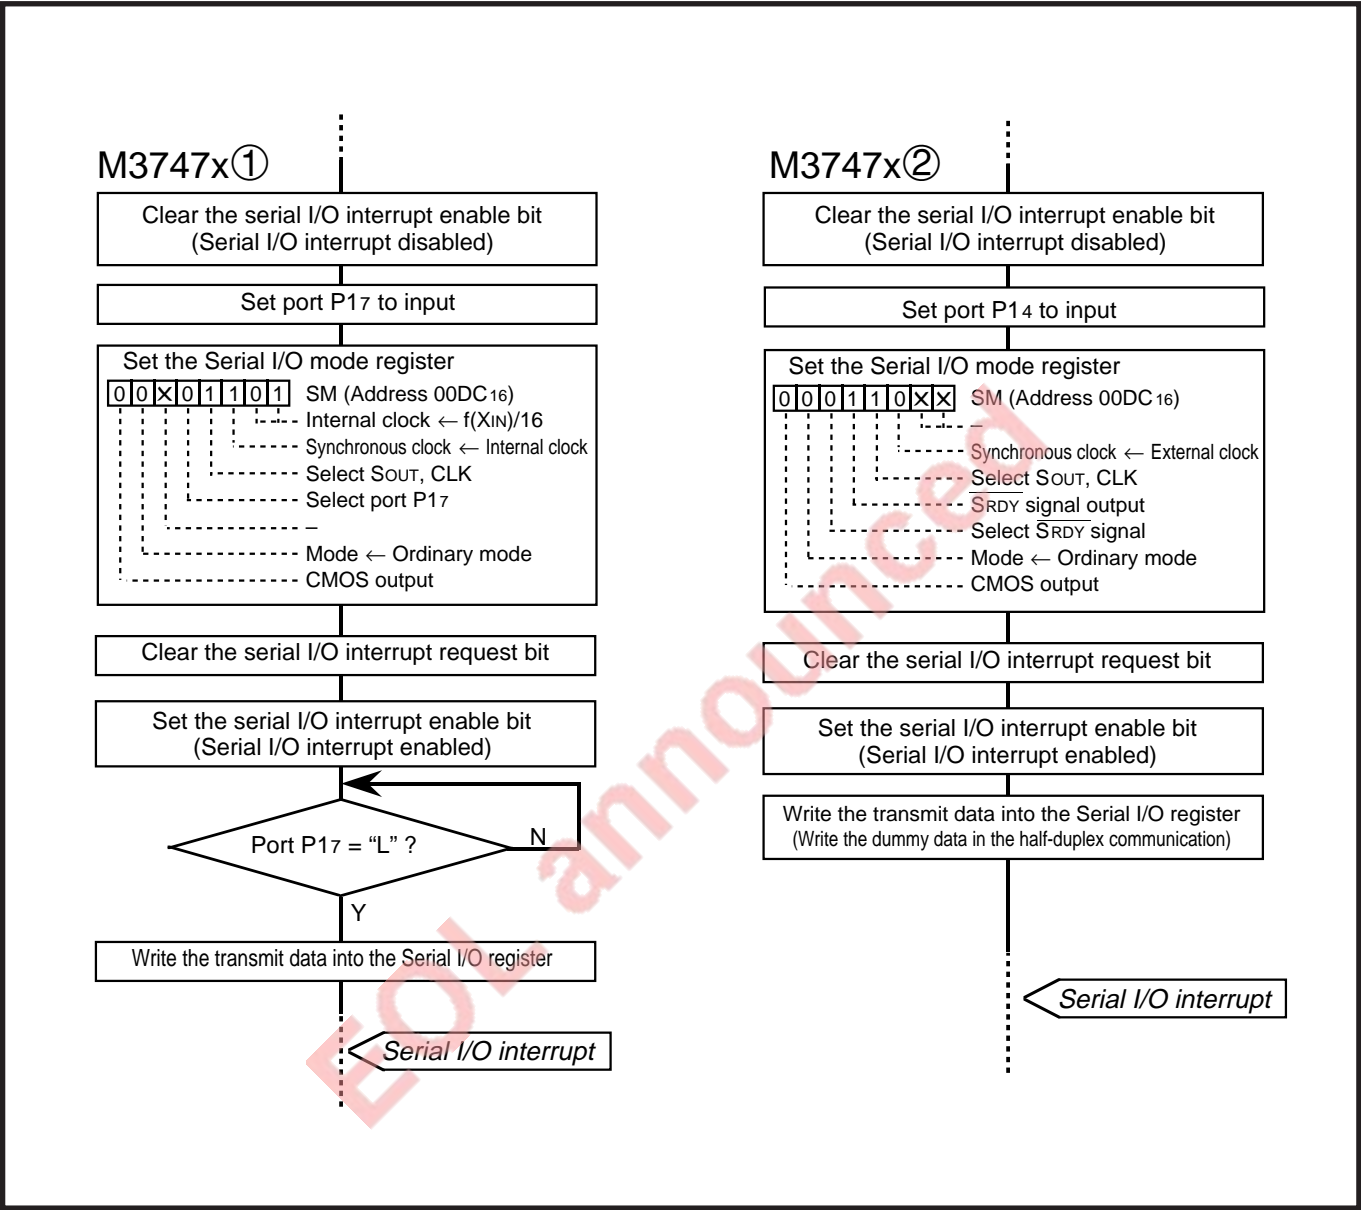 M3747x①
Clear the serial I/O interrupt enable bit
(Serial I/O interrupt disabled)
Set port P17 to input
Set the Serial I/O mode register
0 0 X 0 1 1 0 1 SM (Address 00DC16)
Internal clock ← f(XIN)/16
Synchronous clock ← Internal clock
Select SOUT, CLK
Select port P17
–
Mode ← Ordinary mode
CMOS output
Clear the serial I/O interrupt request bit
Set the serial I/O interrupt enable bit
(Serial I/O interrupt enabled)
Port P17 = “L” ?
N
Y
Write the transmit data into the Serial I/O register
Serial I/O interrupt
M3747x②
Clear the serial I/O interrupt enable bit
(Serial I/O interrupt disabled)
Set port P14 to input
Set the Serial I/O mode register
0 0 0 1 1 0 X X SM (Address 00DC16)
–
Synchronous clock ← External clock
Select SOUT, CLK
SRDY signal output
Select SRDY signal
Mode ← Ordinary mode
CMOS output
Clear the serial I/O interrupt request bit
Set the serial I/O interrupt enable bit
(Serial I/O interrupt enabled)
Write the transmit data into the Serial I/O register
(Write the dummy data in the half-duplex communication)
Serial I/O interrupt
EOL announced